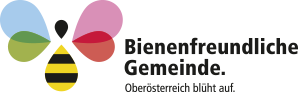 Bienenfreundliche
Gemeinde.
Oberösterreich blüht auf.